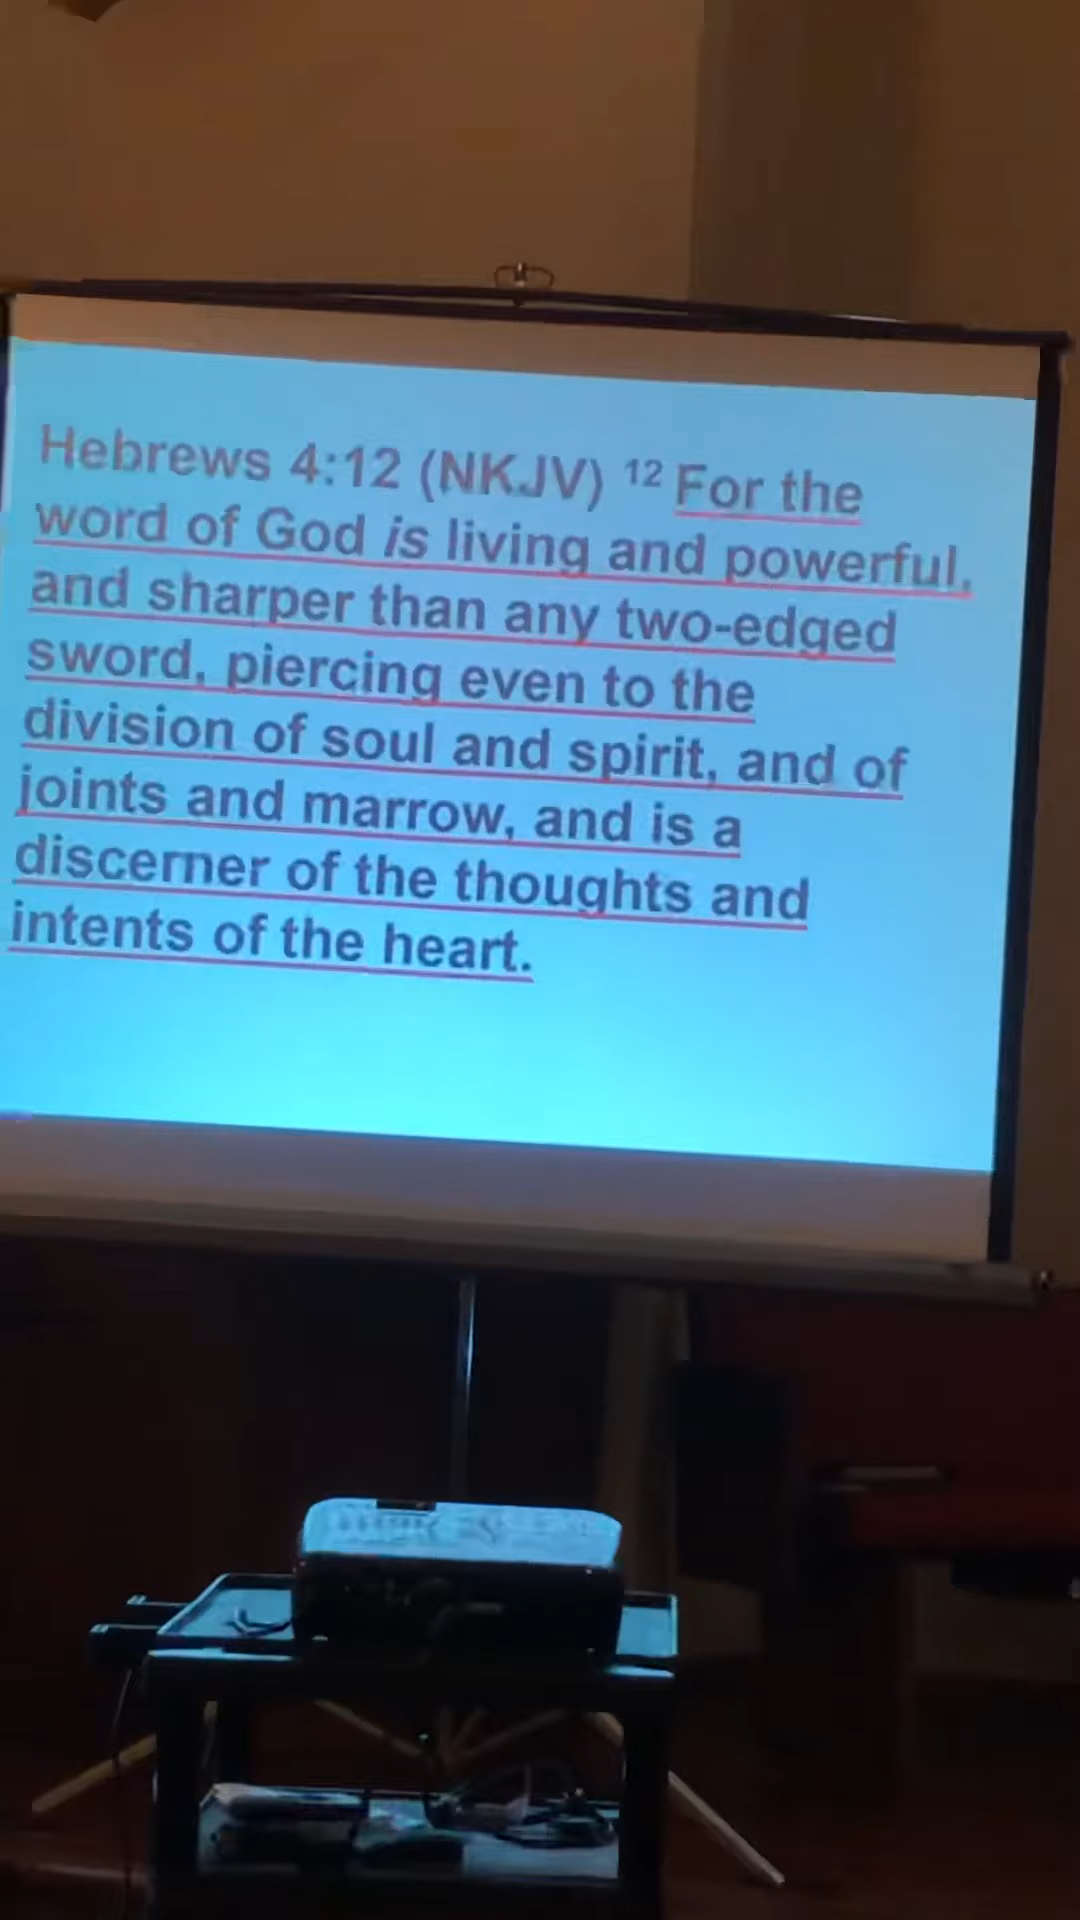 Hebrews 4:12 (NKJV) 12 For the
word of God is living and powerful,
and sharper than any two-edged
sword, piercing even to the
division of soul and spirit, and of
joints and marrow, and is a
discerner of the thoughts and
intents of the heart.